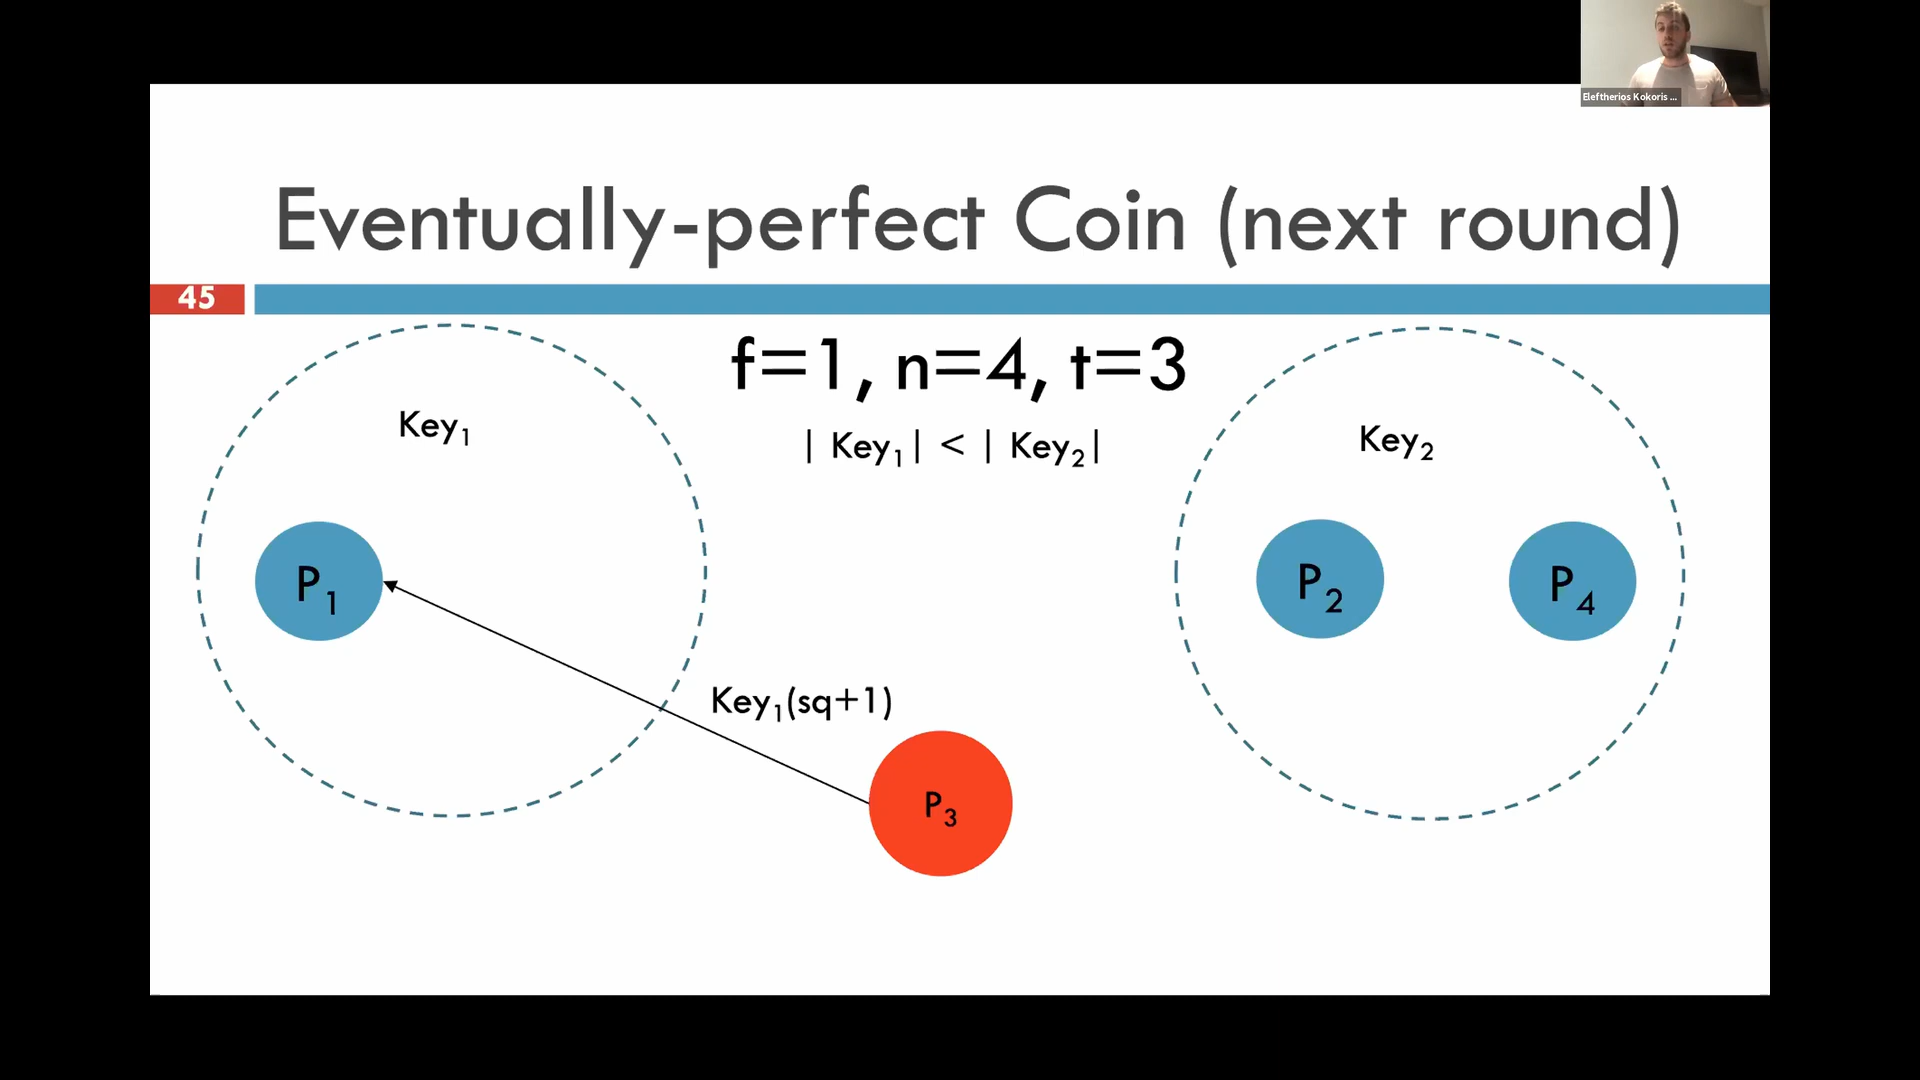 Eleftherios Kokoris ...
Eventually-perfect Coin (next round)
45
f=1, n=4, t=3
| Key₁| < | Key₂|
Key₁
Key₂
P₁
P₂
P₄
Key₁(sq+1)
P₃